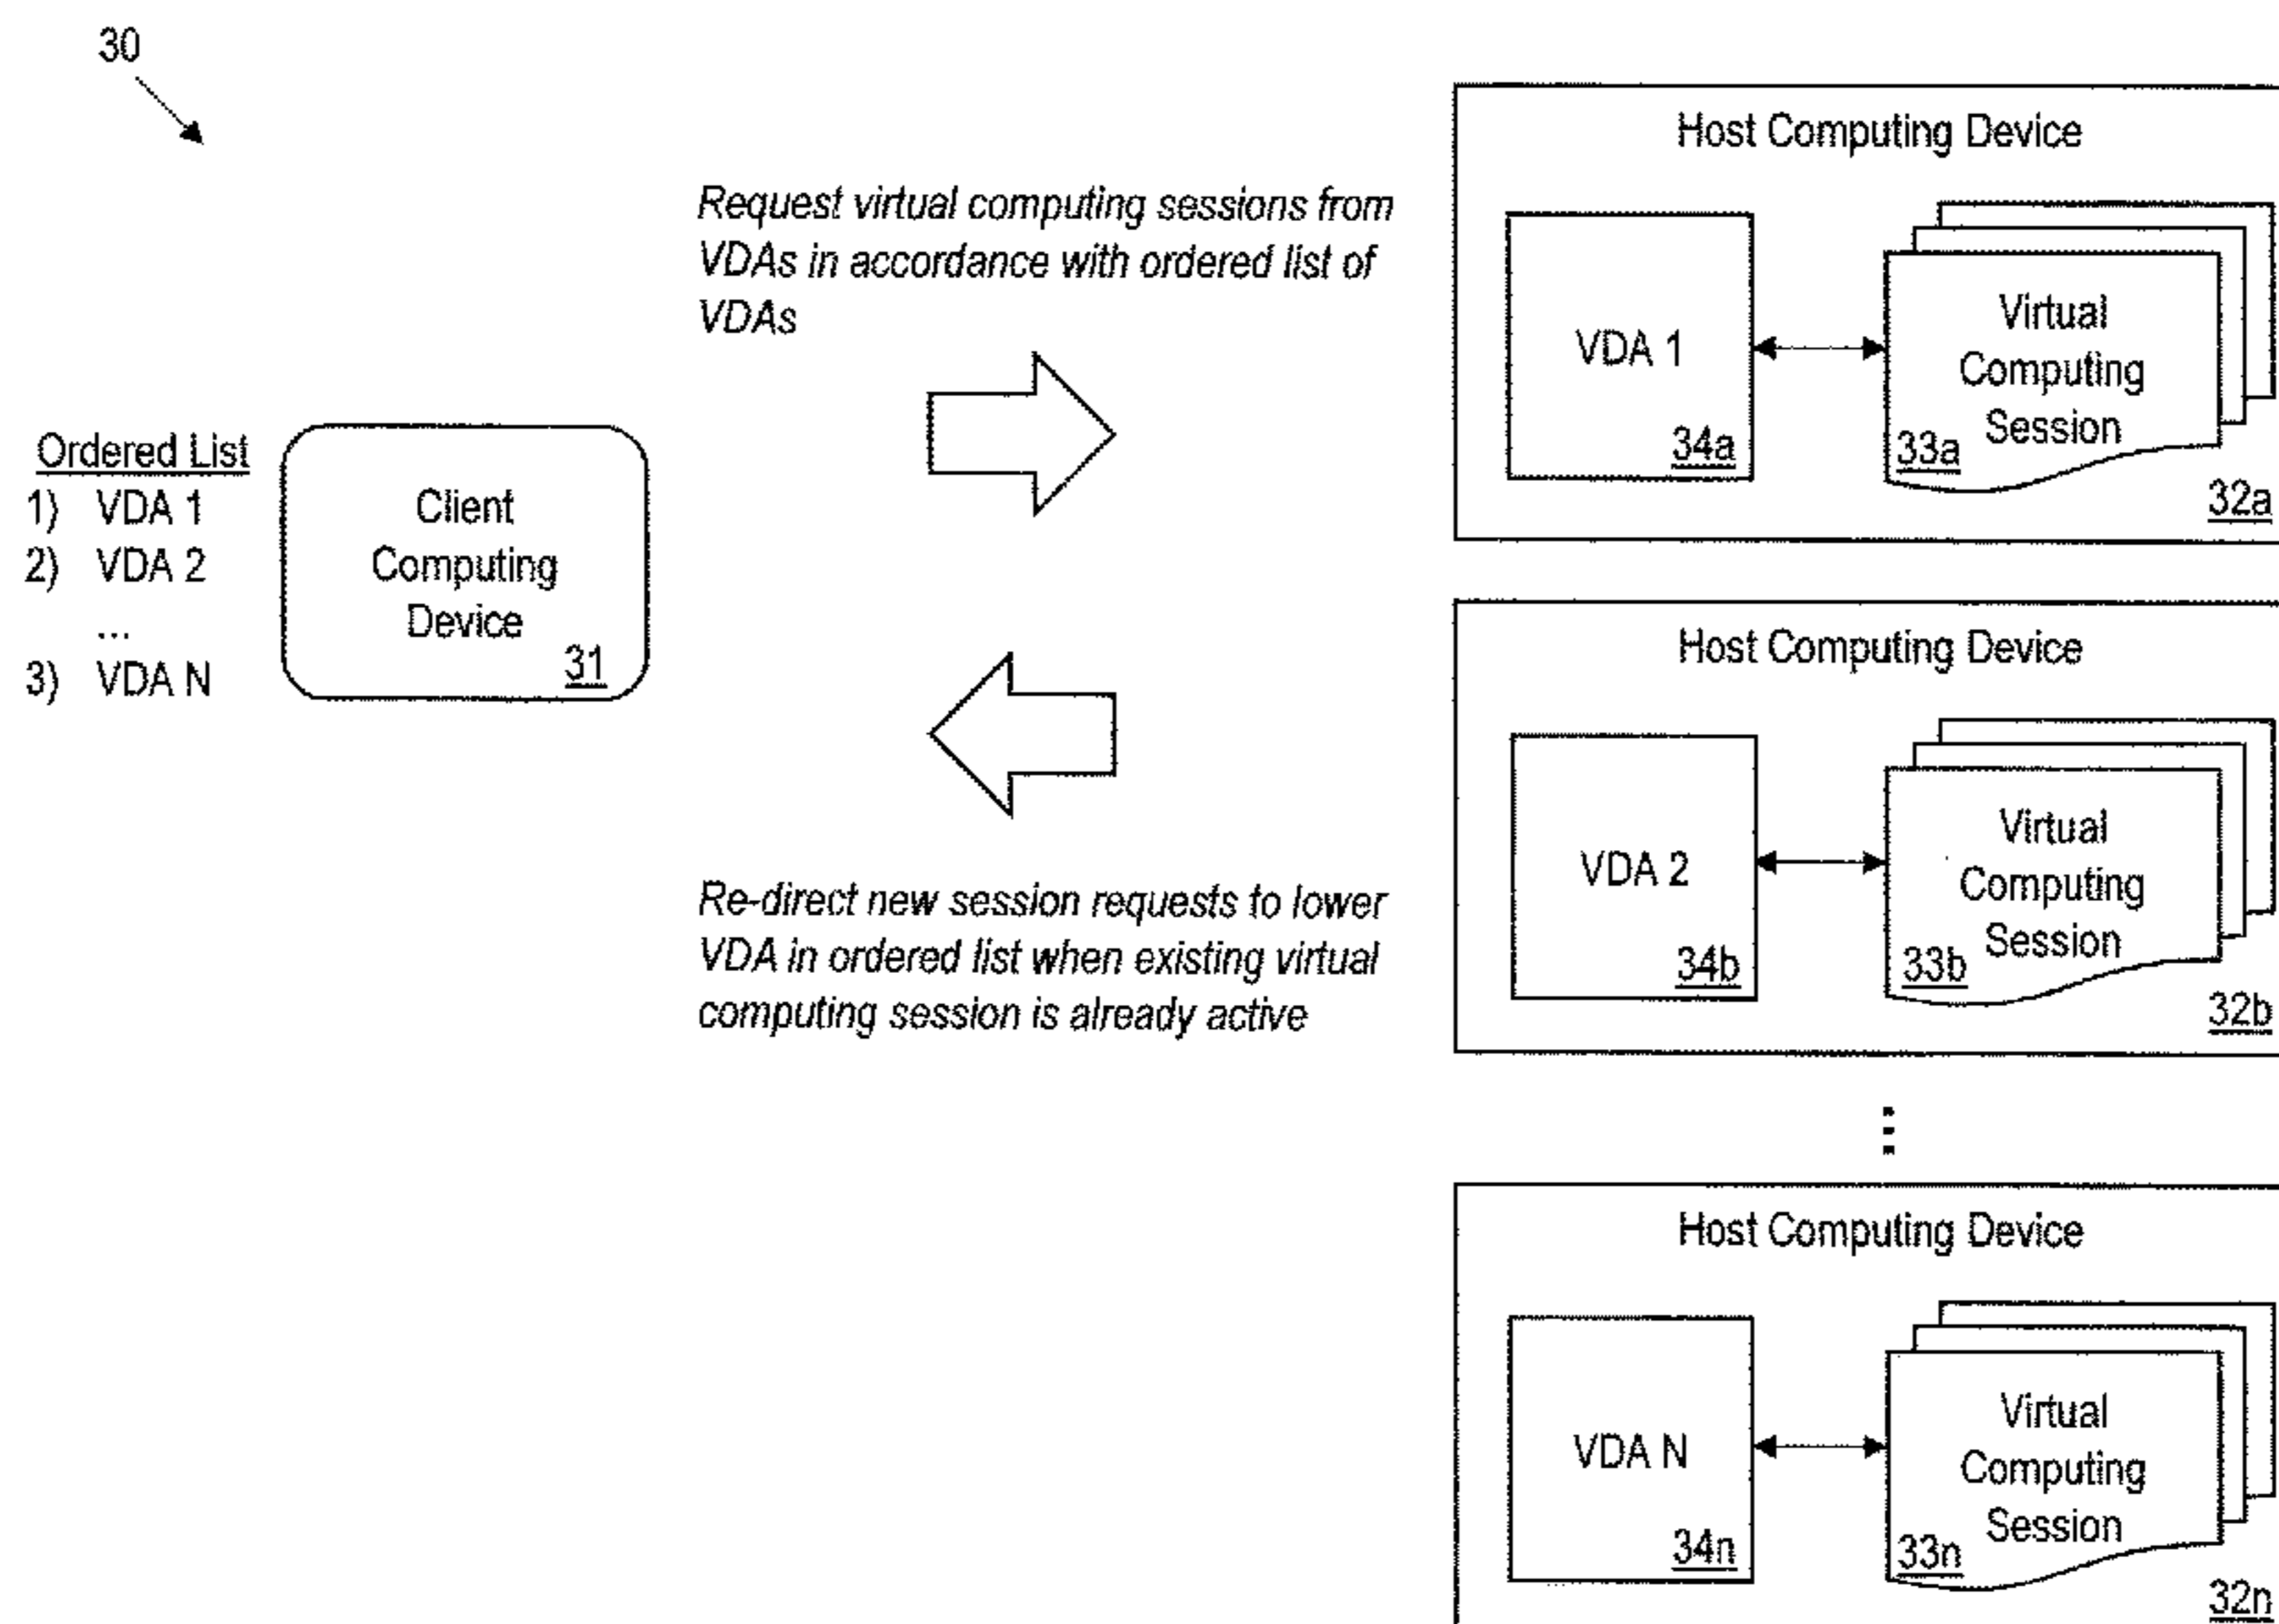 30
Ordered List
1) VDA 1
2) VDA 2
...
3) VDA N
Client
Computing
Device
31
Request virtual computing sessions from
VDAs in accordance with ordered list of
VDAs
Re-direct new session requests to lower
VDA in ordered list when existing virtual
computing session is already active
Host Computing Device
VDA 1
34a
Virtual
Computing
Session
33a
32a
Host Computing Device
VDA 2
34b
Virtual
Computing
Session
33b
32b
Host Computing Device
VDA N
34n
Virtual
Computing
Session
33n
32n